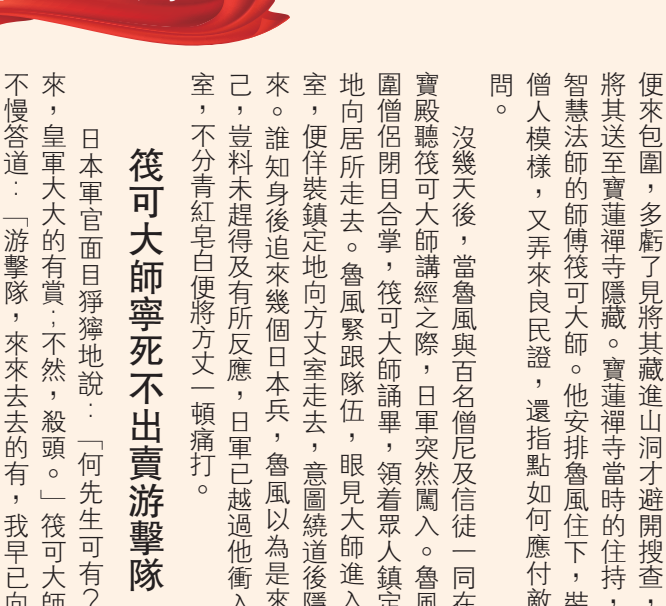 便來包圍，多虧了見將其藏進山洞才避開搜查，
將其送至寶蓮禪寺隱藏。寶蓮禪寺當時的住持，
智慧法師的師傅筏可大師。他安排魯風住下，裝
僧人模樣，又弄來良民證，還指點如何應付敵
問。
沒幾天後，當魯風與百名僧尼及信徒一同在
寶殿聽筏可大師講經之際，日軍突然闖入。魯風
圍僧侶閉目合掌，筏可大師誦畢，領着眾人鎮定
地向居所走去。魯風緊跟隊伍，眼見大師進入
室，便佯裝鎮定地向方丈室走去，意圖繞道後隱
來。誰知身後追來幾個日本兵，魯風以為是來
己，豈料未趕得及有所反應，日軍已越過他衝入
室，不分青紅皂白便將方丈一頓痛打。
筏可大師寧死不出賣游擊隊
日本軍官面目猙獰地說：「何先生可有？
來，皇軍大大的有賞；不然，殺頭。」筏可大師
不慢答道：「游擊隊，來來去去的有，我早已向